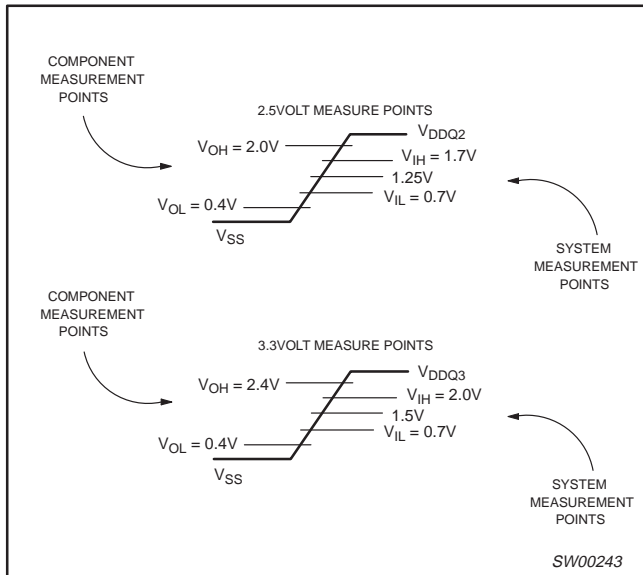 COMPONENT
MEASUREMENT
POINTS
2.5VOLT MEASURE POINTS
VDDQ2
VOH = 2.0V
VIH = 1.7V
1.25V
VIL = 0.7V
VOL = 0.4V
VSS
SYSTEM
MEASUREMENT
POINTS
COMPONENT
MEASUREMENT
POINTS
3.3VOLT MEASURE POINTS
VDDQ3
VOH = 2.4V
VIH = 2.0V
1.5V
VIL = 0.7V
VOL = 0.4V
VSS
SYSTEM
MEASUREMENT
POINTS
SW00243